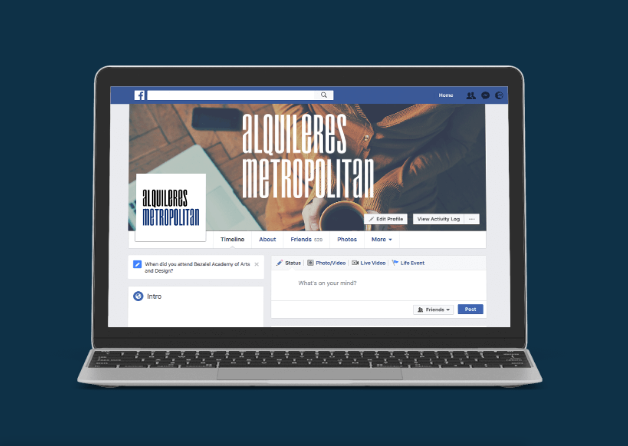 f
Home
ALQUILERES
METROPOLITAN
ALQUILERES
METROPOLITAN
Edit Profile
View Activity Log
...
Timeline
About
Friends 520
Photos
More
When did you attend Bezalel Academy of Arts
and Design?
Intro
Status
Photo/Video
Live Video
Life Event
What's on your mind?
Friends
Post